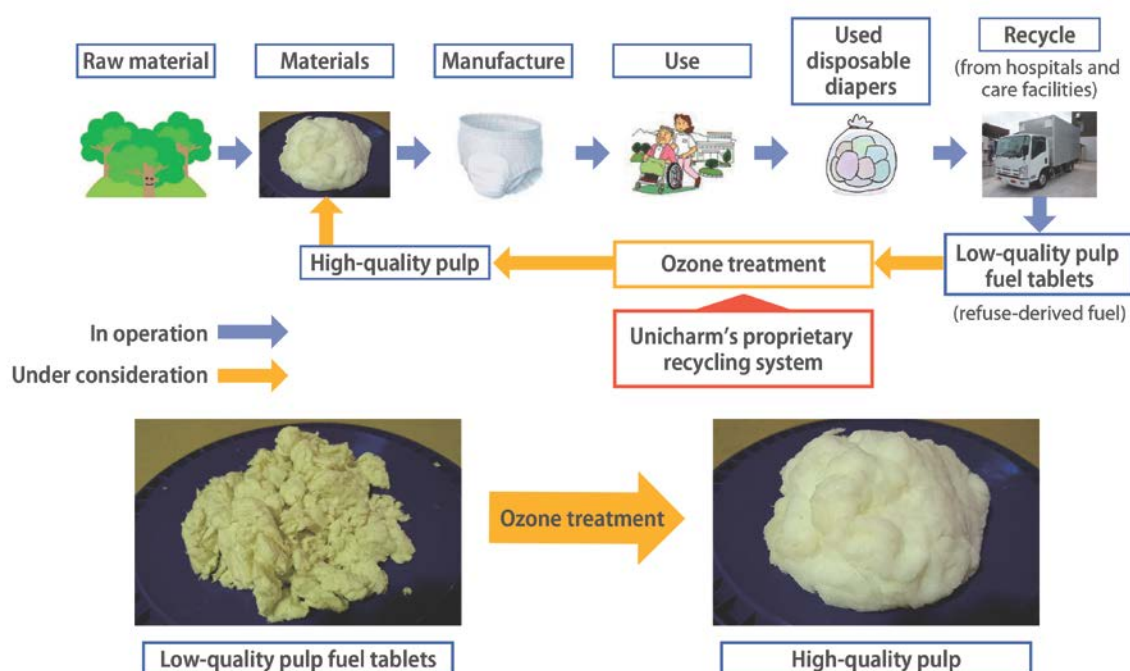 Raw material
Materials
Manufacture
Use
Used
disposable
diapers
Recycle
(from hospitals and
care facilities)
High-quality pulp
Ozone treatment
Low-quality pulp
fuel tablets
(refuse-derived fuel)
Unicharm's proprietary
recycling system
In operation
Under consideration
Ozone treatment
Low-quality pulp fuel tablets
High-quality pulp